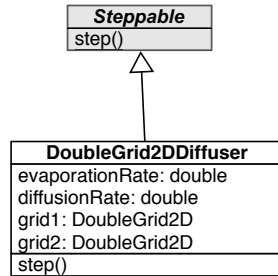 Steppable
step()
DoubleGrid2DDiffuser
evaporationRate: double
diffusionRate: double
grid1: DoubleGrid2D
grid2: DoubleGrid2D
step()